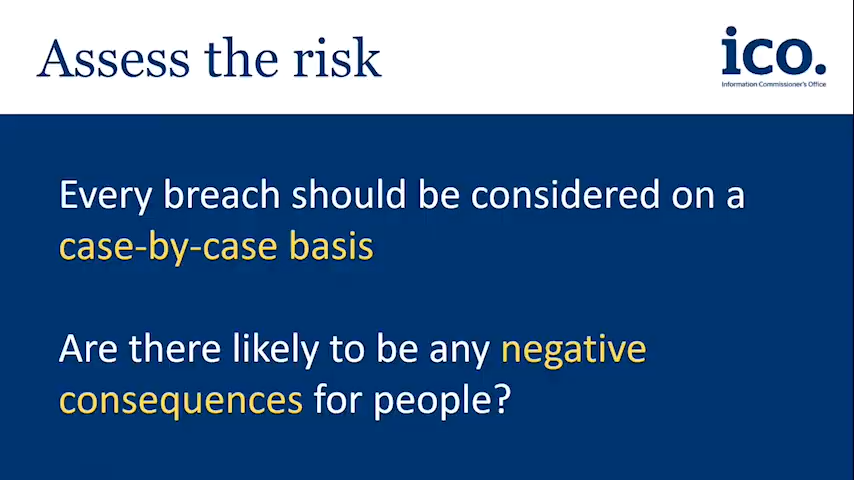 Assess the risk
ico.
Information Commissioner's Office
Every breach should be considered on a
case-by-case basis
Are there likely to be any negative
consequences for people?